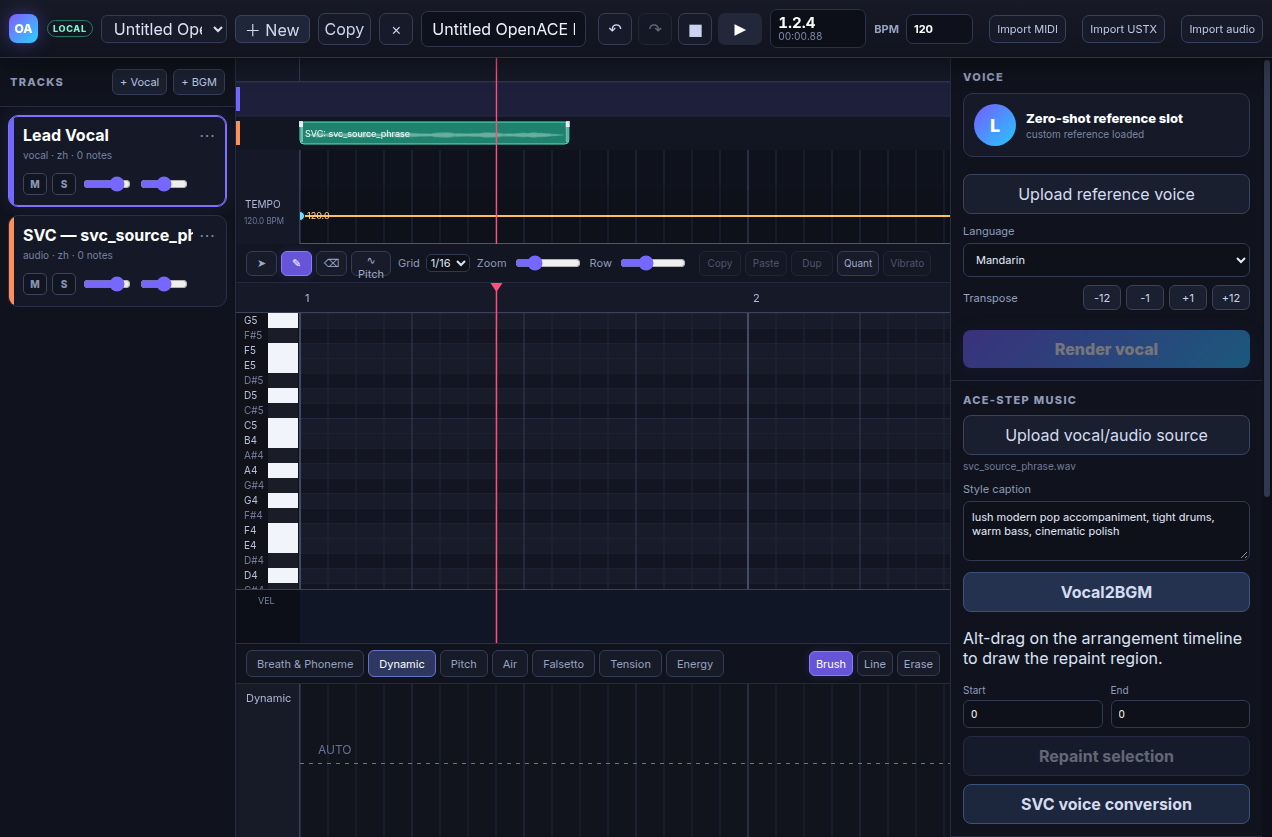 OA LOCAL Untitled Ope + New Copy × Untitled OpenACE 1.2.4 00:00.88 BPM 120 Import MIDI Import USTX Import audio
TRACKS + Vocal + BGM
Lead Vocal ...
vocal · zh · 0 notes
M S
SVC — svc_source_ph ...
audio · zh · 0 notes
M S
SVC: svc_source_phrase
TEMPO
120.0 BPM
120.0
Pitch Grid 1/16 Zoom Row Copy Paste Dup Quant Vibrato
1 2
G5
F#5
F5
E5
D#5
D5
C#5
C5
B4
A#4
A4
G#4
G4
F#4
F4
E4
D#4
D4
C#4
VEL
Breath & Phoneme Dynamic Pitch Air Falsetto Tension Energy Brush Line Erase
Dynamic
AUTO
VOICE
L Zero-shot reference slot
custom reference loaded
Upload reference voice
Language
Mandarin
Transpose -12 -1 +1 +12
Render vocal
ACE-STEP MUSIC
Upload vocal/audio source
svc_source_phrase.wav
Style caption
lush modern pop accompaniment, tight drums,
warm bass, cinematic polish
Vocal2BGM
Alt-drag on the arrangement timeline
to draw the repaint region.
Start End
0 0
Repaint selection
SVC voice conversion